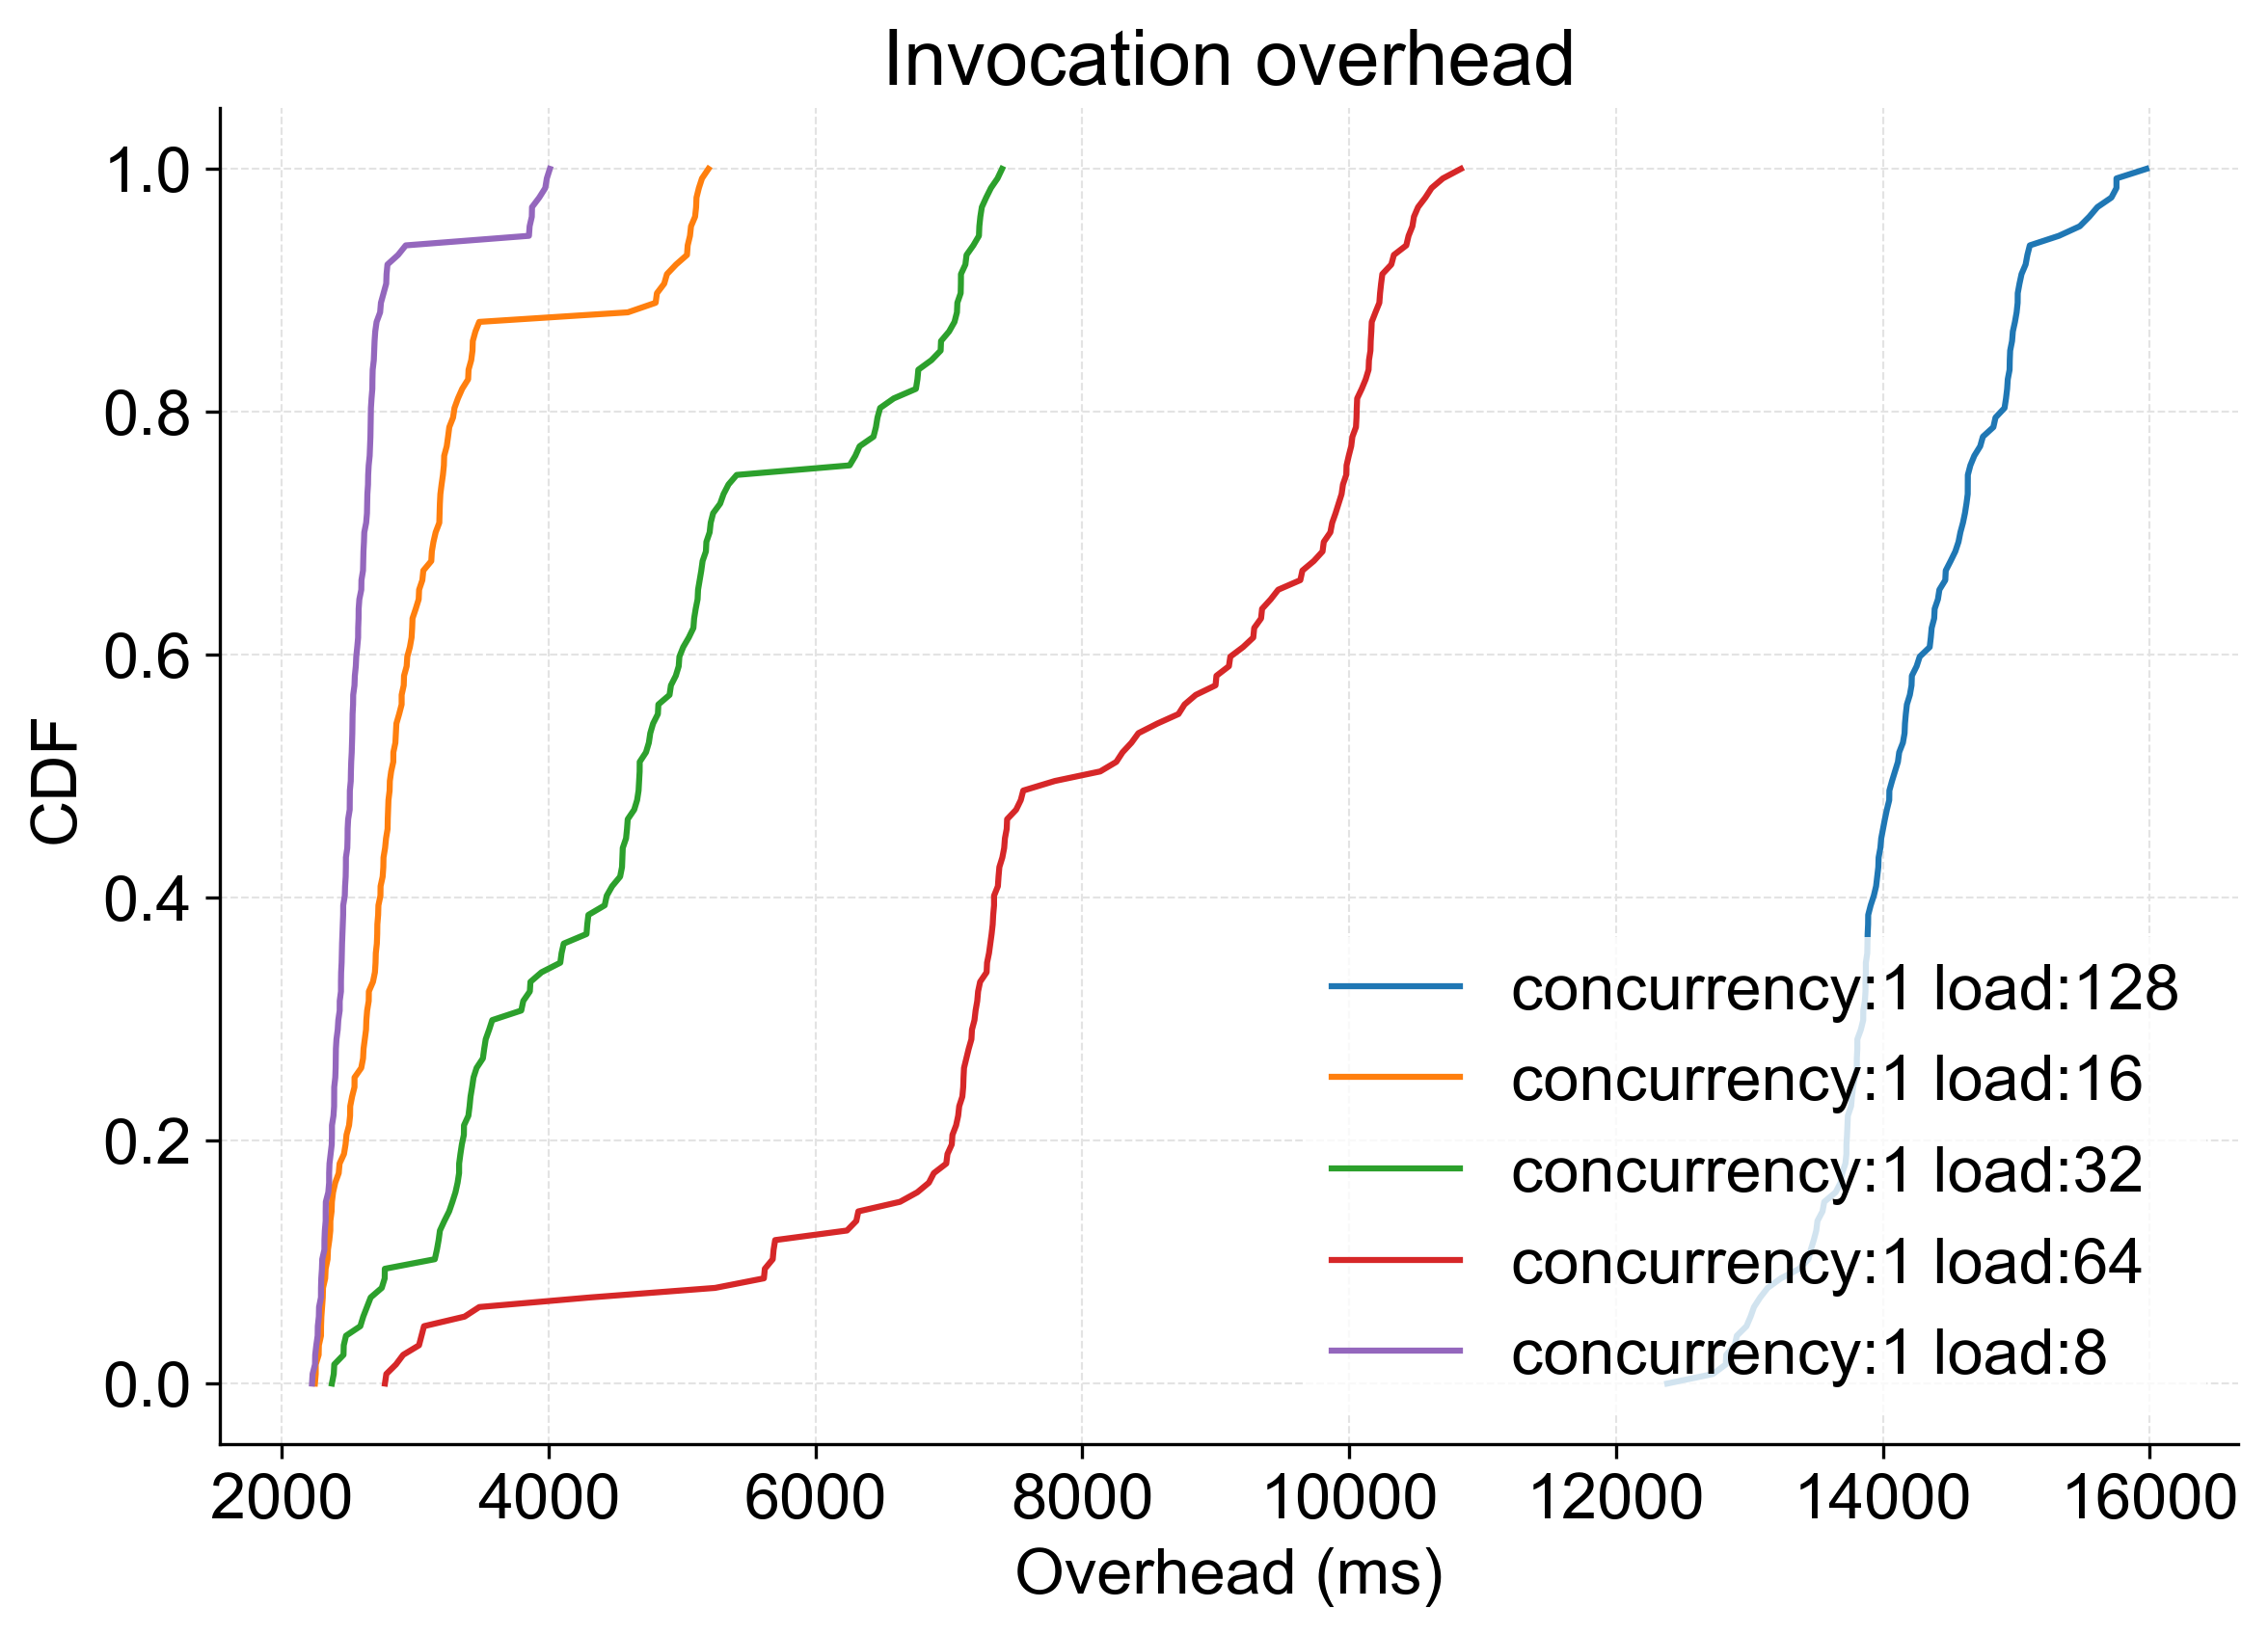 Invocation overhead
1.0
0.8
0.6
0.4
0.2
0.0
CDF
concurrency:1 load:128
concurrency:1 load:16
concurrency:1 load:32
concurrency:1 load:64
concurrency:1 load:8
2000 4000 6000 8000 10000 12000 14000 16000
Overhead (ms)